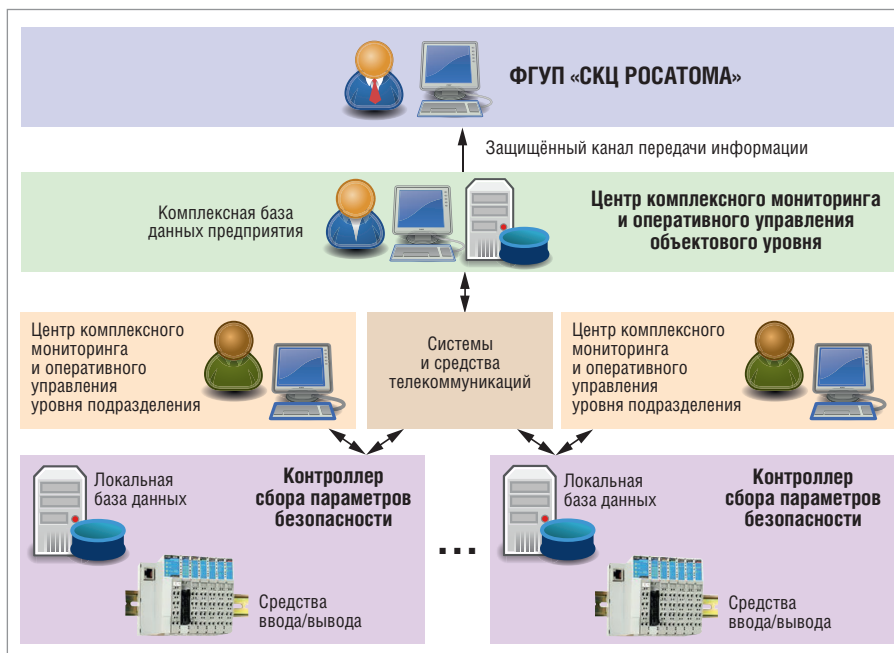 ФГУП «СКЦ РОСАТОМА»
Защищённый канал передачи информации
Комплексная база
данных предприятия
Центр комплексного мониторинга
и оперативного управления
объектового уровня
Центр комплексного
мониторинга
и оперативного
управления
уровня подразделения
Системы
и средства
телекоммуникаций
Центр комплексного
мониторинга
и оперативного
управления
уровня подразделения
Локальная
база данных
Контроллер
сбора параметров
безопасности
Средства
ввода/вывода
...
Локальная
база данных
Контроллер
сбора параметров
безопасности
Средства
ввода/вывода